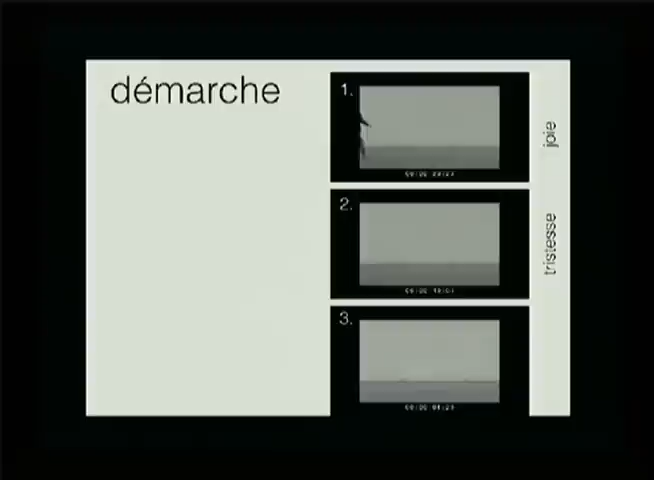 démarche
1.
joie
2.
tristesse
3.